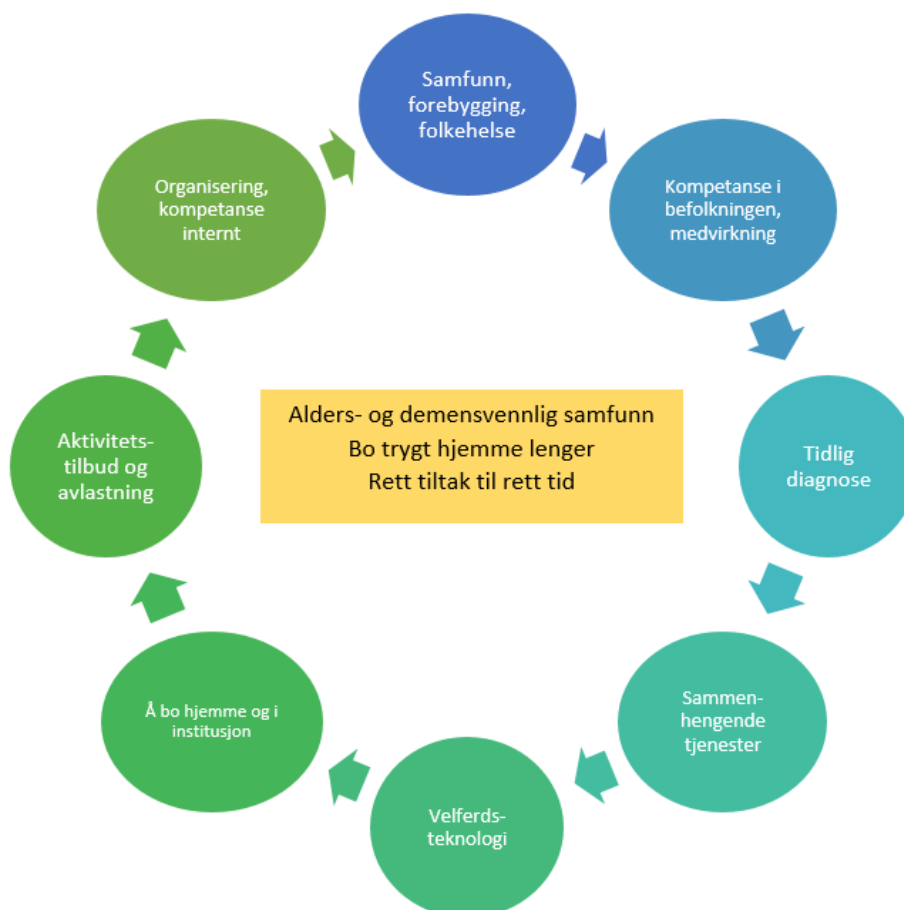 Samfunn,
forebygging,
folkehelse
Kompetanse i
befolkningen,
medvirkning
Tidlig
diagnose
Sammen-
hengende
tjenester
Velferds-
teknologi
Å bo hjemme og i
institusjon
Aktivitets-
tilbud og
avlastning
Organisering,
kompetanse
internt
Alders- og demensvennlig samfunn
Bo trygt hjemme lenger
Rett tiltak til rett tid